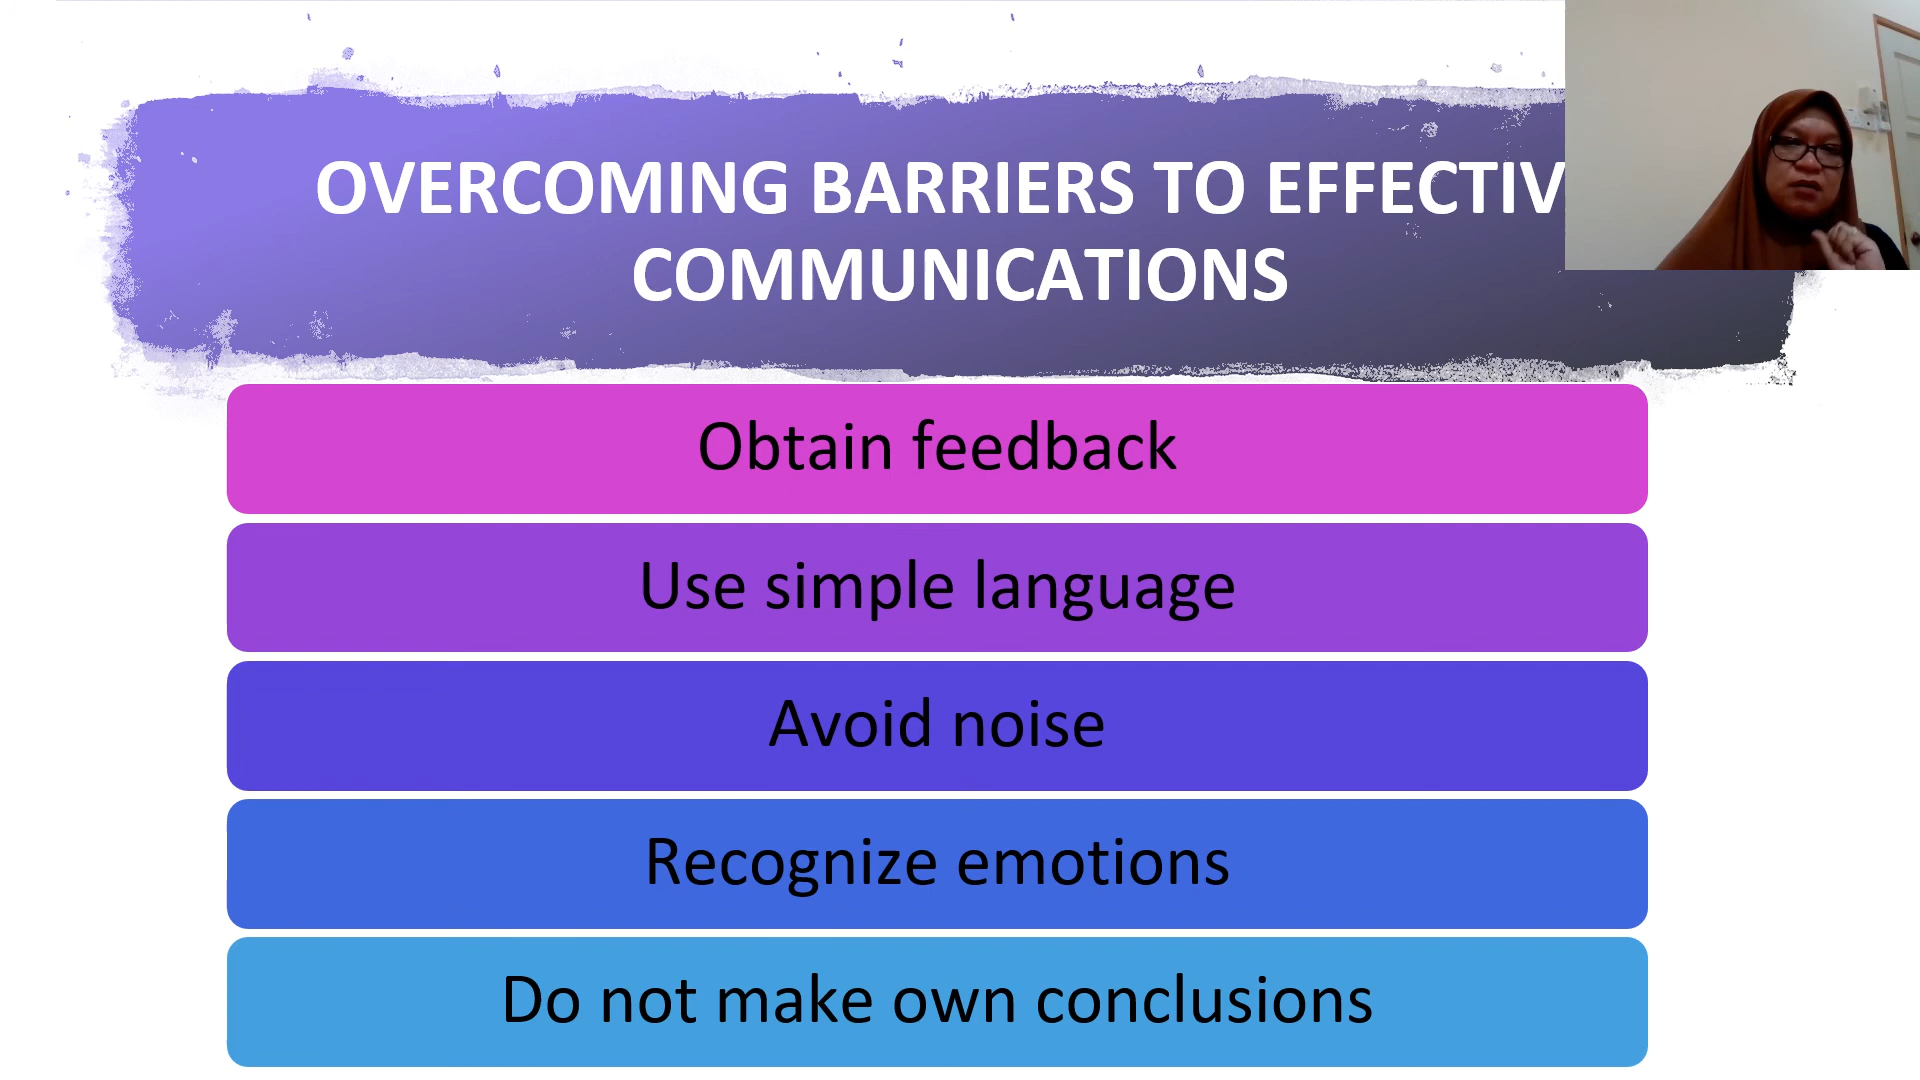 OVERCOMING BARRIERS TO EFFECTIV
COMMUNICATIONS
Obtain feedback
Use simple language
Avoid noise
Recognize emotions
Do not make own conclusions